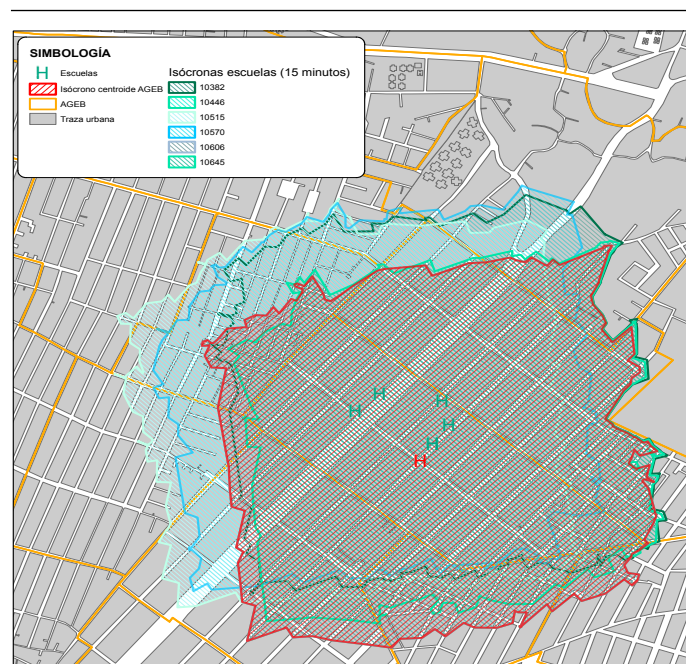 SIMBOLOGÍA
H Escuelas
Isócrono centroide AGEB
AGEB
Traza urbana
Isócronas escuelas (15 minutos)
10382
10446
10515
10570
10606
10645
H
H
H
H
H
H